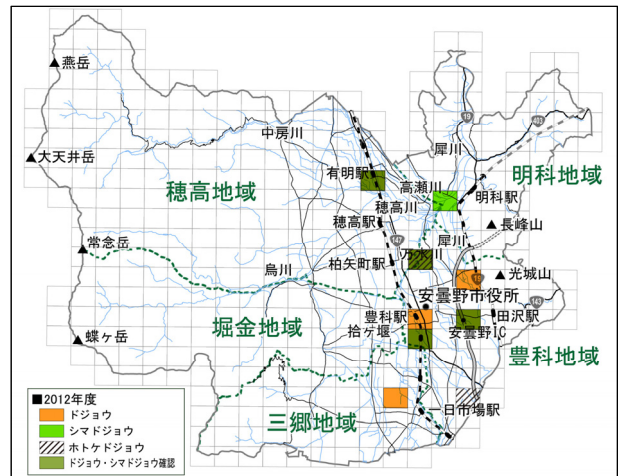 燕岳
19
403
中房川
犀川
大天井岳
有明駅
高瀬川
明科地域
穂高地域
穂高川
明科駅
穂高駅
犀川
長峰山
常念岳
147
万水川
柏矢町駅
烏川
光城山
安曇野市役所
143
豊科駅
田沢駅
堀金地域
拾ケ堰
安曇野IC
蝶ヶ岳
豊科地域
三郷地域
一日市場駅
■2012年度
ドジョウ
シマドジョウ
ホトケドジョウ
ドジョウ・シマドジョウ確認